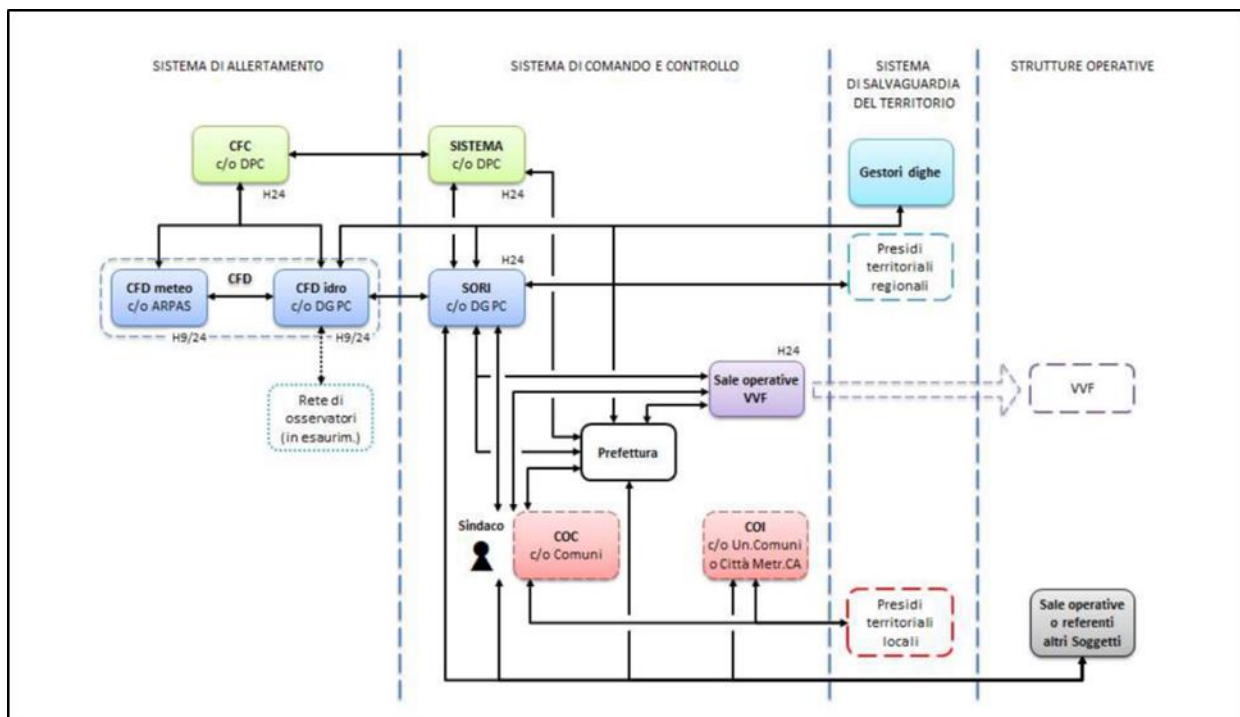 SISTEMA DI ALLERTAMENTO
SISTEMA DI COMANDO E CONTROLLO
SISTEMA
DI SALVAGUARDIA
DEL TERRITORIO
STRUTTURE OPERATIVE
CFC
c/o DPC
H24
SISTEMA
c/o DPC
H24
Gestori dighe
CFD meteo
c/o ARPAS
H9/24
CFD
CFD idro
c/o DG PC
H9/24
H24
SORI
c/o DG PC
Presidi
territoriali
regionali
Rete di
osservatori
(in esaurim.)
H24
Sale operative
VVF
VVF
Prefettura
Sindaco
COC
c/o Comuni
COI
c/o Un.Comuni
o Città Metr.CA
Presidi
territoriali
locali
Sale operative
o referenti
altri Soggetti